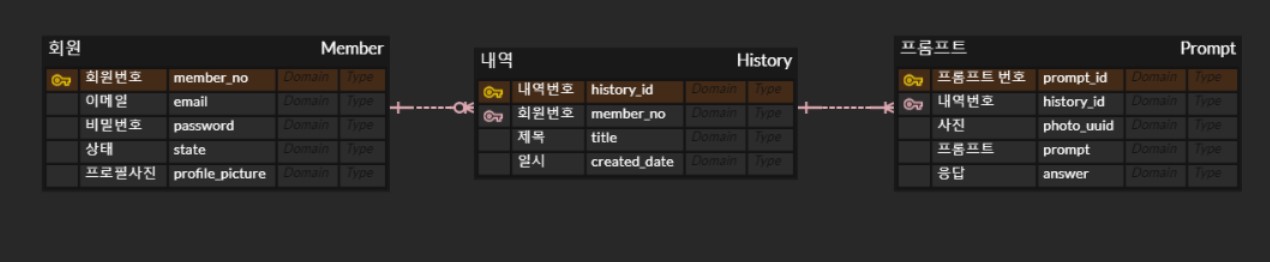 회원 Member
회원번호 member_no Domain Type
이메일 email Domain Type
비밀번호 password Domain Type
상태 state Domain Type
프로필사진 profile_picture Domain Type
내역 History
내역번호 history_id Domain Type
회원번호 member_no Domain Type
제목 title Domain Type
일시 created_date Domain Type
프롬프트 Prompt
프롬프트 번호 prompt_id Domain Type
내역번호 history_id Domain Type
사진 photo_uuid Domain Type
프롬프트 prompt Domain Type
응답 answer Domain Type